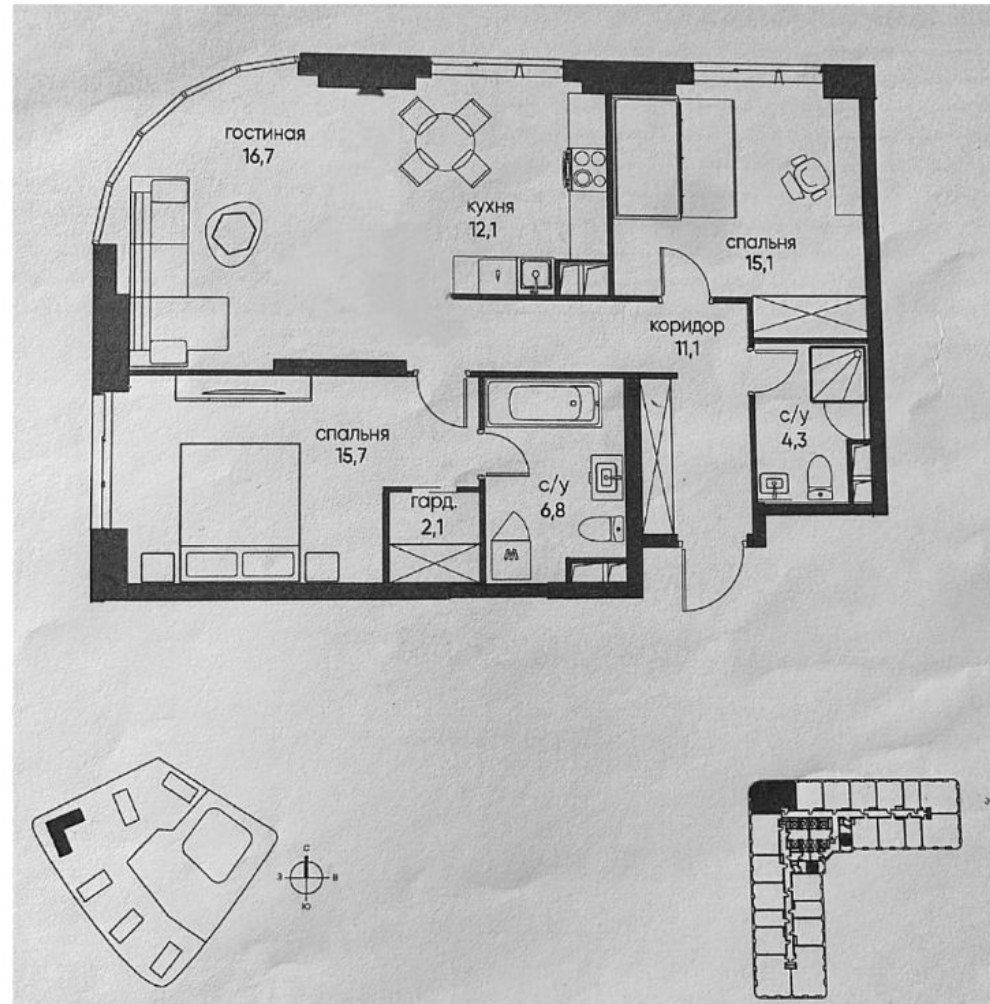 гостиная
16,7
кухня
12,1
спальня
15,1
коридор
11,1
с/у
4,3
спальня
15,7
гард.
2,1
с/у
6,8
М
с
з в
ю